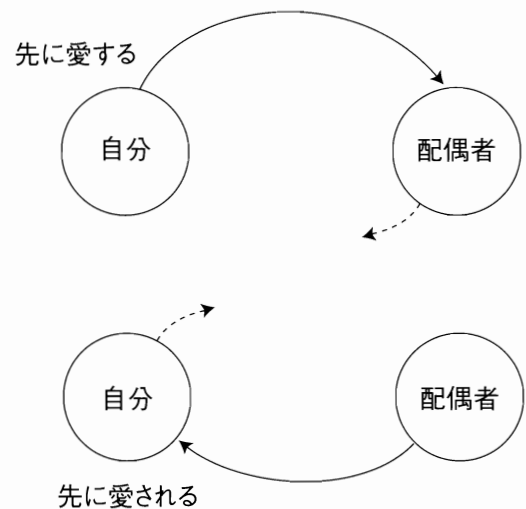 先に愛する
自分
配偶者
自分
配偶者
先に愛される